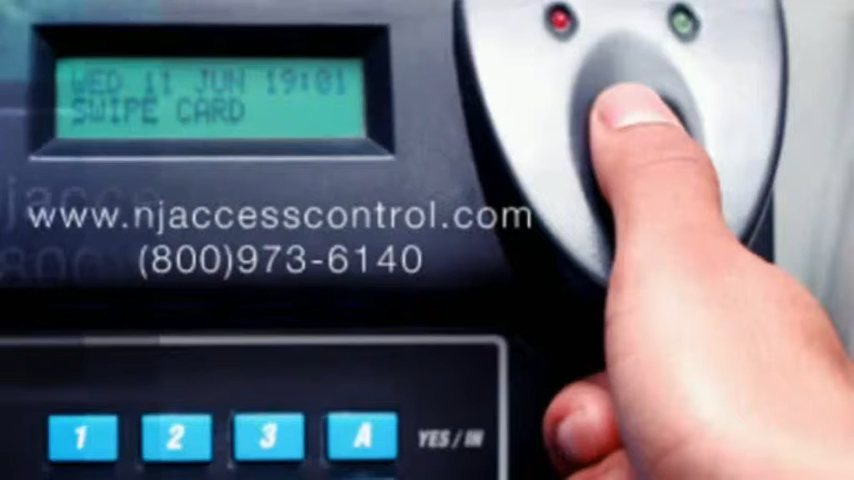 WED 11 JUN 19:01
SWIPE CARD
www.njaccesscontrol.com
(800)973-6140
1 2 3 A YES / IN